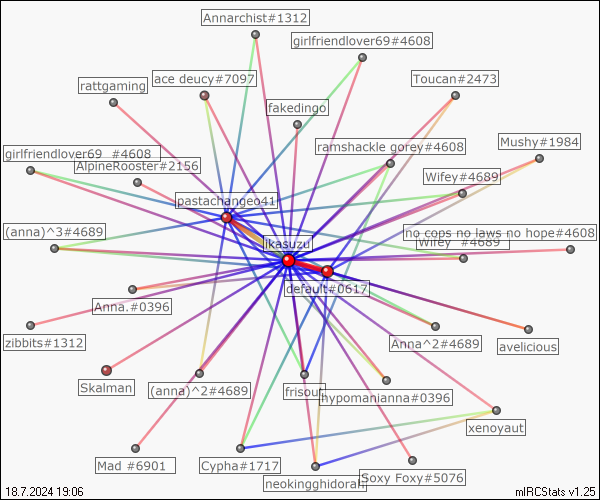 Annarchist#1312
girlfriendlover69#4608
rattgaming
ace deucy#7097
Toucan#2473
fakedingo
ramshackle gorey#4608
Mushy#1984
girlfriendlover69_#4608
AlpineRooster#2156
Wifey#4689
pastachangeo41
(anna)^3#4689
ikasuzu
no cops no laws no hope#4608
Wifey_#4689
default#0617
Anna.#0396
zibbits#1312
Anna^2#4689
avelicious
Skalman
(anna)^2#4689
frisout
hypomanianna#0396
xenoyaut
Mad #6901
Cypha#1717
neokingghidorah
Soxy Foxy#5076
18.7.2024 19:06
mIRCStats v1.25